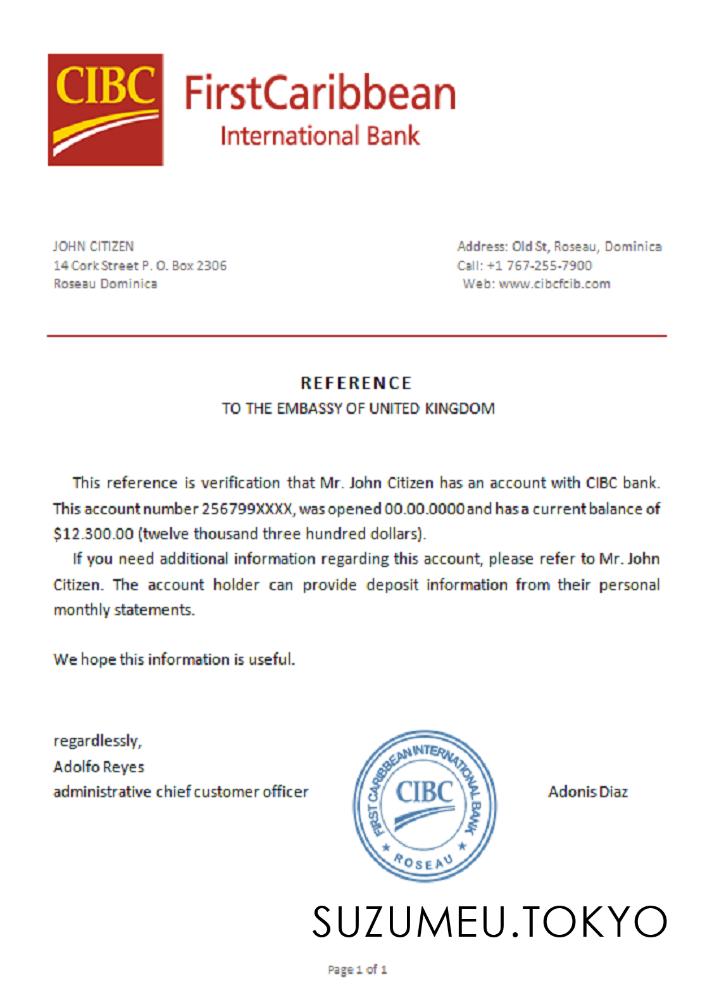 CIBC FirstCaribbean
International Bank
JOHN CITIZEN
14 Cork Street P. O. Box 2306
Roseau Dominica
Address: Old St, Roseau, Dominica
Call: +1 767-255-7900
Web: www.cibcfcib.com
REFERENCE
TO THE EMBASSY OF UNITED KINGDOM
This reference is verification that Mr. John Citizen has an account with CIBC bank.
This account number 256799XXXX, was opened 00.00.0000 and has a current balance of
$12.300.00 (twelve thousand three hundred dollars).
If you need additional information regarding this account, please refer to Mr. John
Citizen. The account holder can provide deposit information from their personal
monthly statements.
We hope this information is useful.
regardlessly,
Adolfo Reyes
administrative chief customer officer
FIRST CARIBBEAN INTERNATIONAL BANK
CIBC
★ ROSEAU ★
Adonis Diaz
SUZUMEU.TOKYO
Page 1 of 1